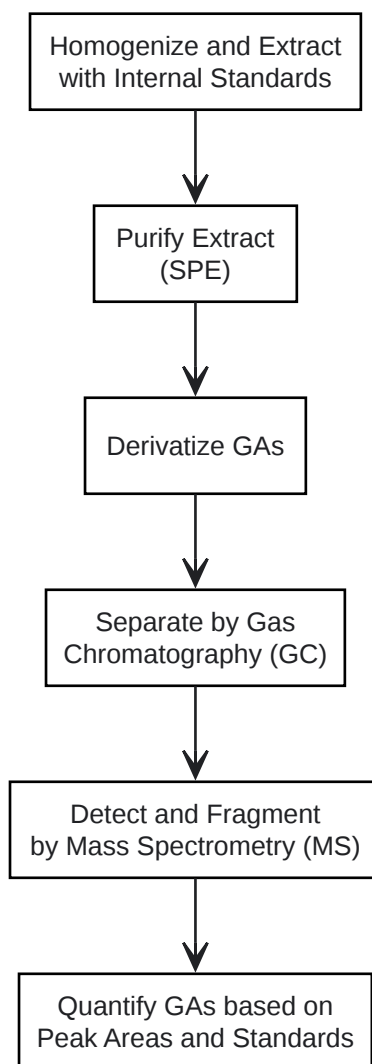 Homogenize and Extract
with Internal Standards
Purify Extract
(SPE)
Derivatize GAs
Separate by Gas
Chromatography (GC)
Detect and Fragment
by Mass Spectrometry (MS)
Quantify GAs based on
Peak Areas and Standards